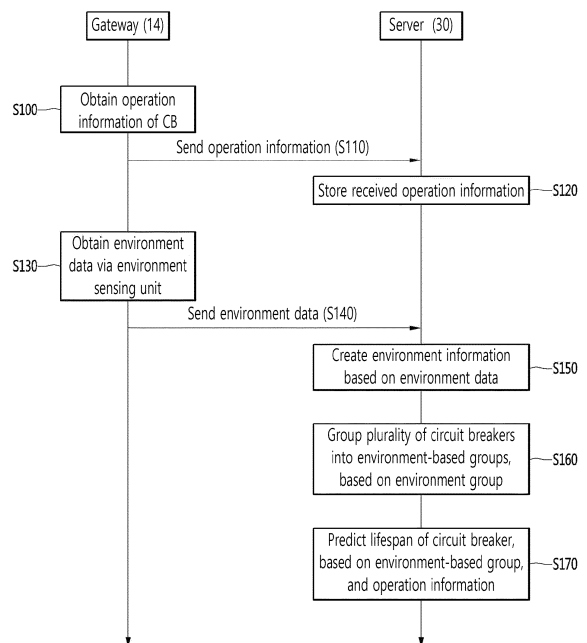 Gateway (14)
Server (30)
S100
Obtain operation
information of CB
Send operation information (S110)
Store received operation information
S120
S130
Obtain environment
data via environment
sensing unit
Send environment data (S140)
Create environment information
based on environment data
S150
Group plurality of circuit breakers
into environment-based groups,
based on environment group
S160
Predict lifespan of circuit breaker,
based on environment-based group,
and operation information
S170